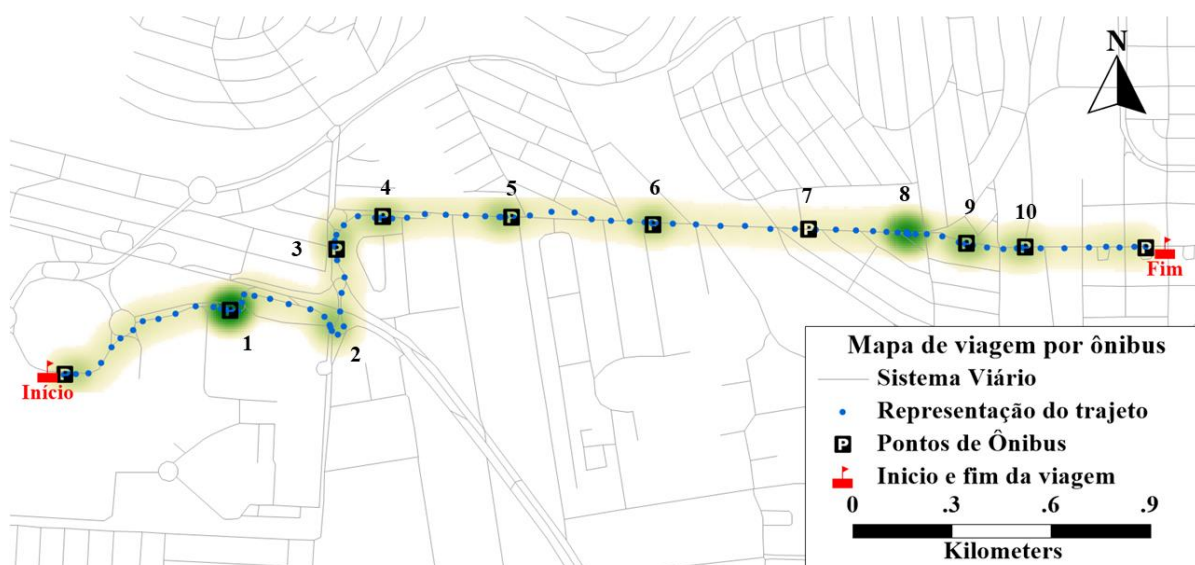 N
4
5
6
7
8
9
10
3
1
2
Início
Fim
Mapa de viagem por ônibus
Sistema Viário
Representação do trajeto
P Pontos de Ônibus
Inicio e fim da viagem
0 .3 .6 .9
Kilometers